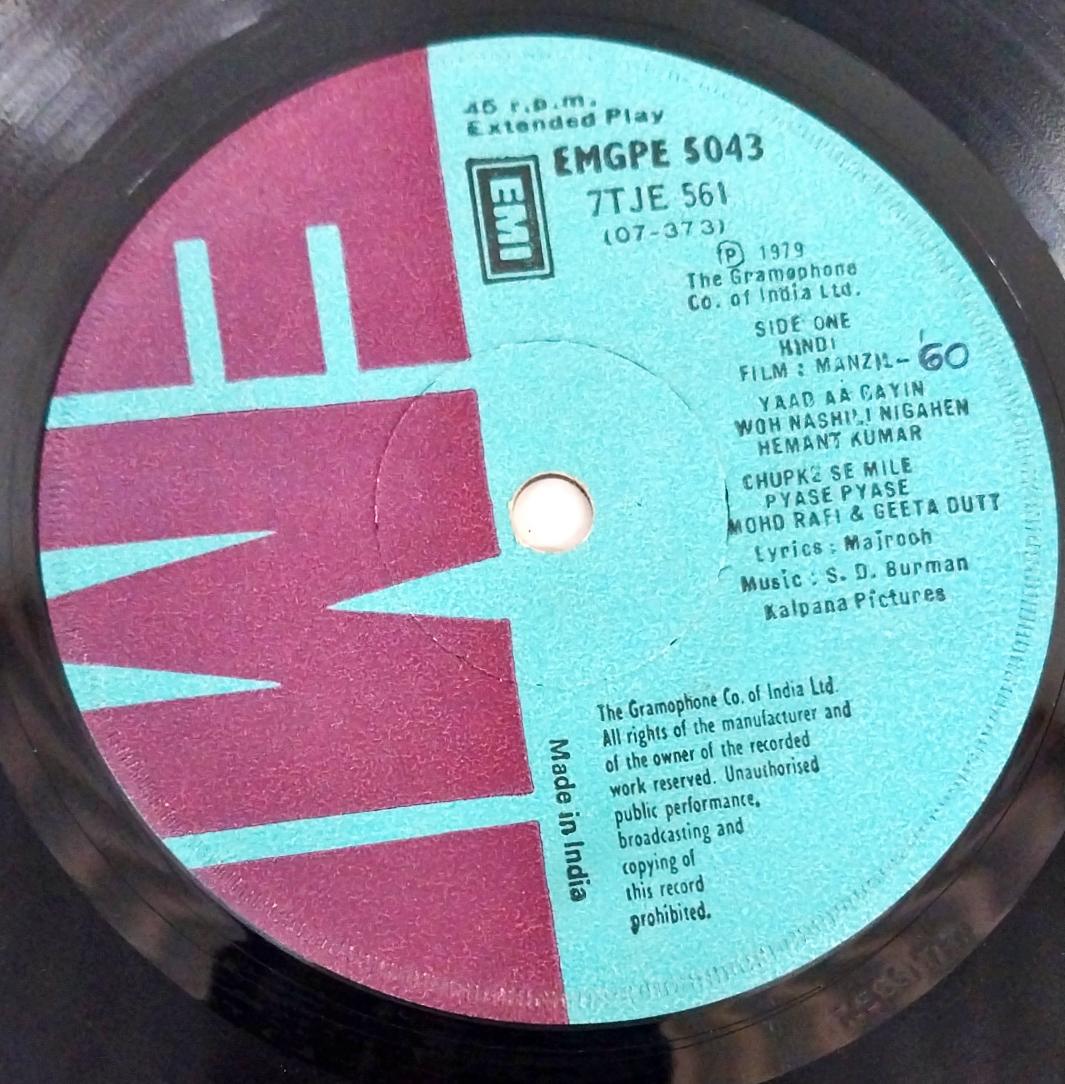 45 r.p.m.
Extended Play
EMI
EMGPE 5043
7TJE 561
(07-373)
Ⓟ 1979
The Gramophone
Co. of India Ltd.
SIDE ONE
HINDI
FILM : MANZIL - '60
YAAD AA GAYIN
WOH NASHILI NIGAHEN
HEMANT KUMAR
CHUPKE SE MILE
PYASE PYASE
MOHD RAFI & GEETA DUTT
Lyrics : Majrooh
Music : S. D. Burman
Kalpana Pictures
The Gramophone Co. of India Ltd.
All rights of the manufacturer and
of the owner of the recorded
work reserved. Unauthorised
public performance,
broadcasting and
copying of
this record
prohibited.
Made in India
EMI